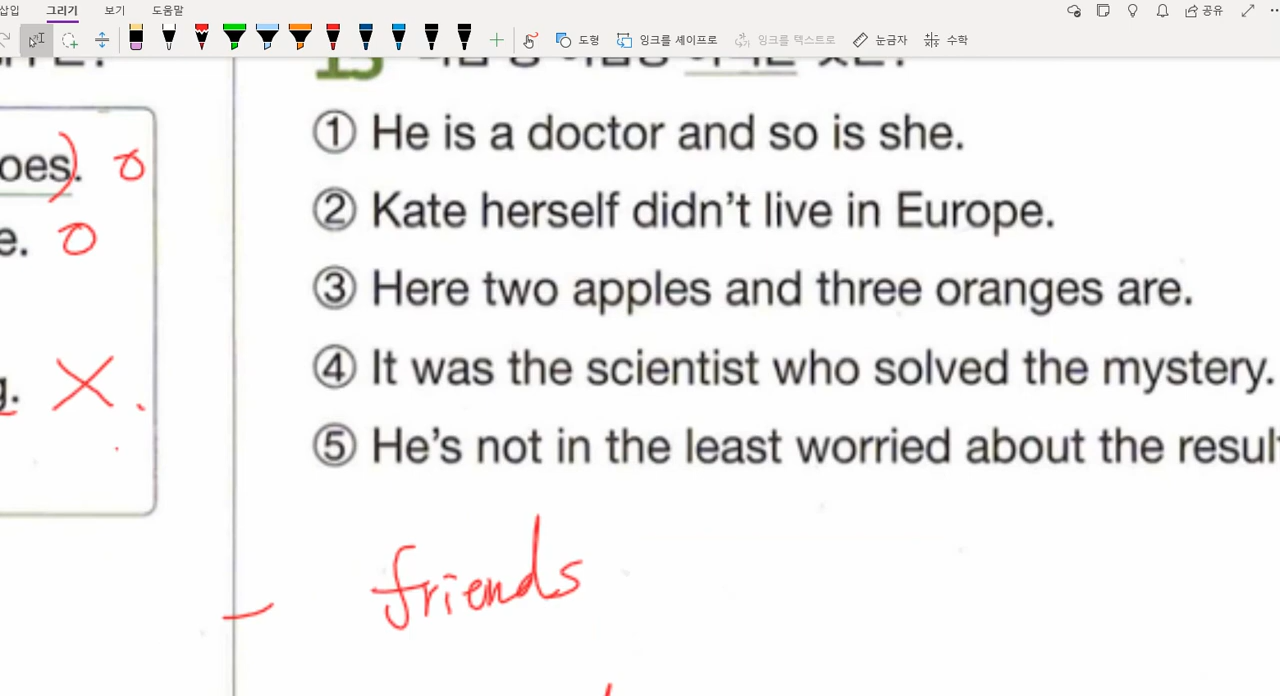 삽입 그리기 보기 도움말 공유
도형 잉크를 셰이프로 잉크를 텍스트로 눈금자 수학
13
oes). o
e. o
g. X.
① He is a doctor and so is she.
② Kate herself didn't live in Europe.
③ Here two apples and three oranges are.
④ It was the scientist who solved the mystery.
⑤ He's not in the least worried about the resul
friends